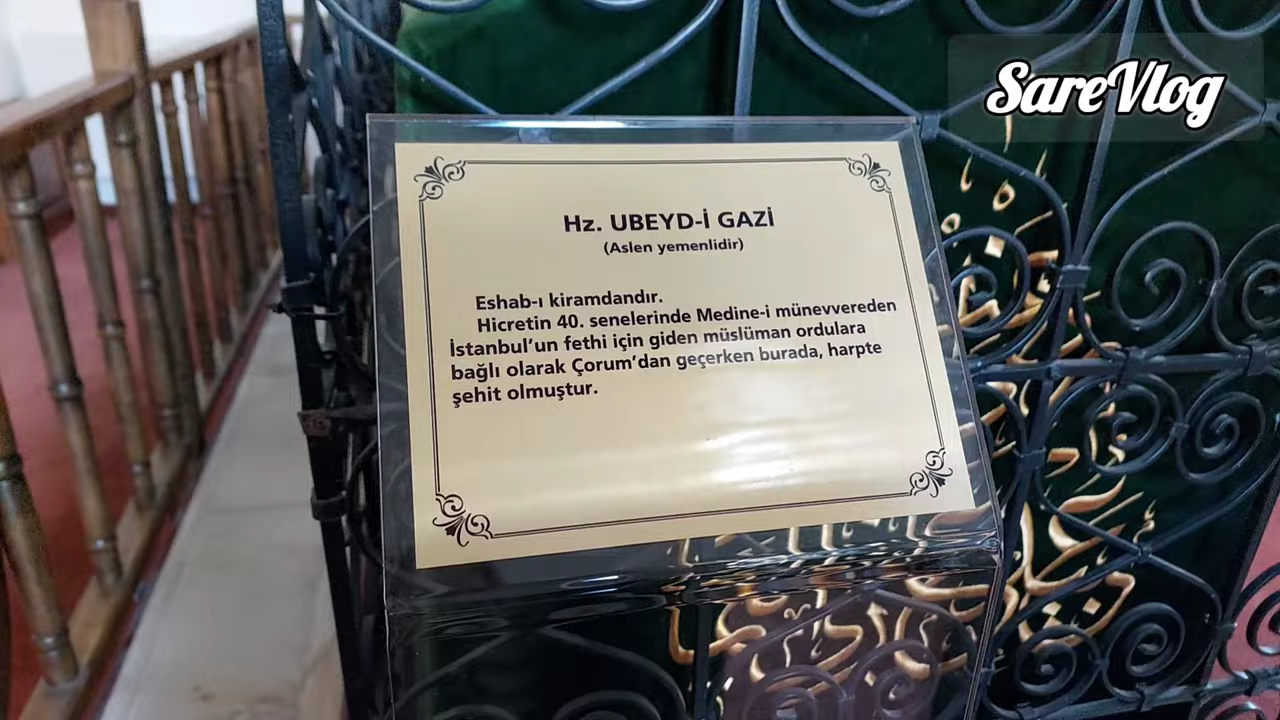 SareVlog
Hz. UBEYD-İ GAZİ
(Aslen yemenlidir)
Eshab-ı kiramdandır.
Hicretin 40. senelerinde Medine-i münevvereden
İstanbul'un fethi için giden müslüman ordulara
bağlı olarak Çorum'dan geçerken burada, harpte
şehit olmuştur.